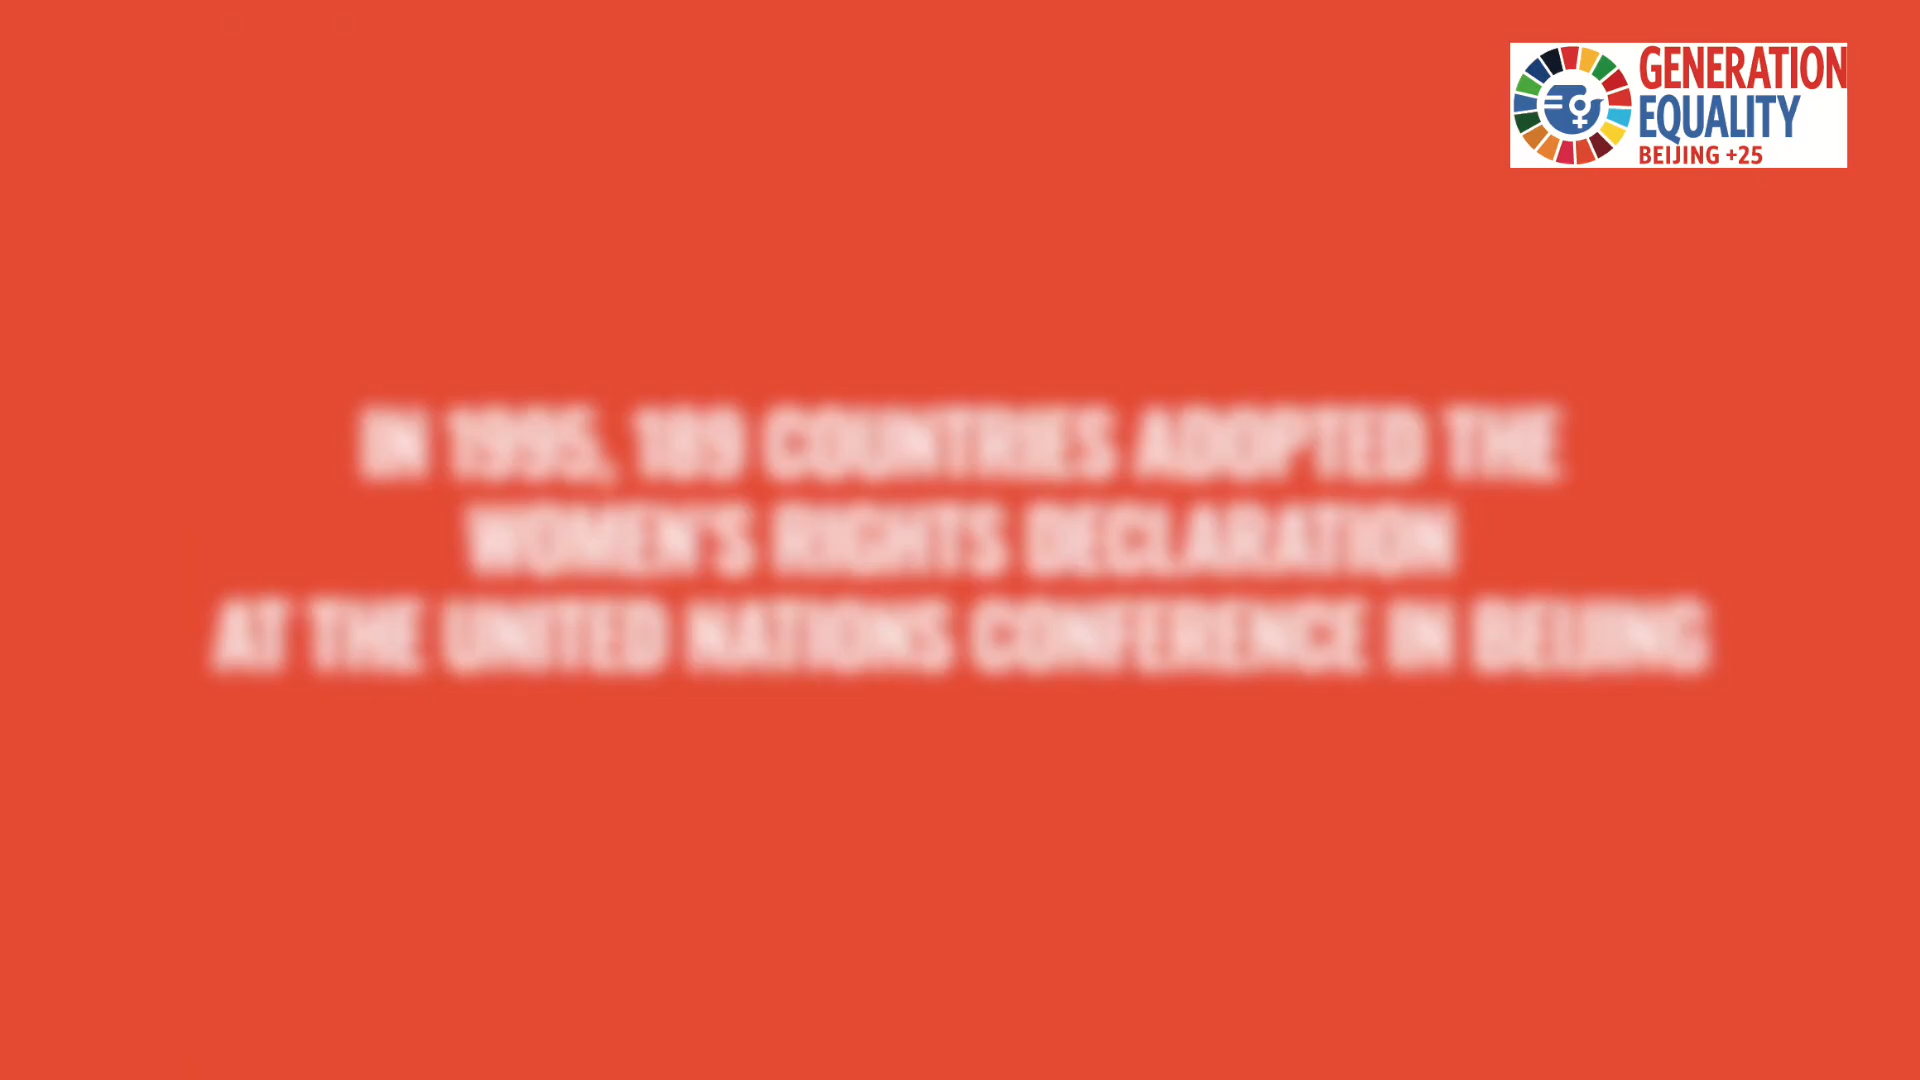 GENERATION
EQUALITY
BEIJING +25
IN 1995, 189 COUNTRIES ADOPTED THE
WOMEN'S RIGHTS DECLARATION
AT THE UNITED NATIONS CONFERENCE IN BEIJING